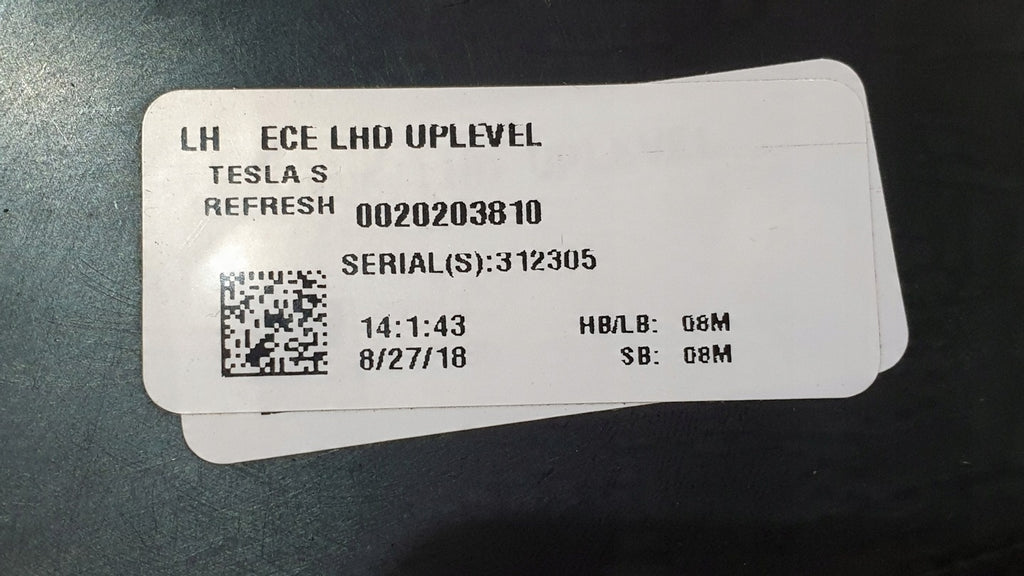 LH ECE LHD UPLEVEL
TESLA S
REFRESH 0020203810
SERIAL(S):312305
14:1:43 HB/LB: 08M
8/27/18 SB: 08M